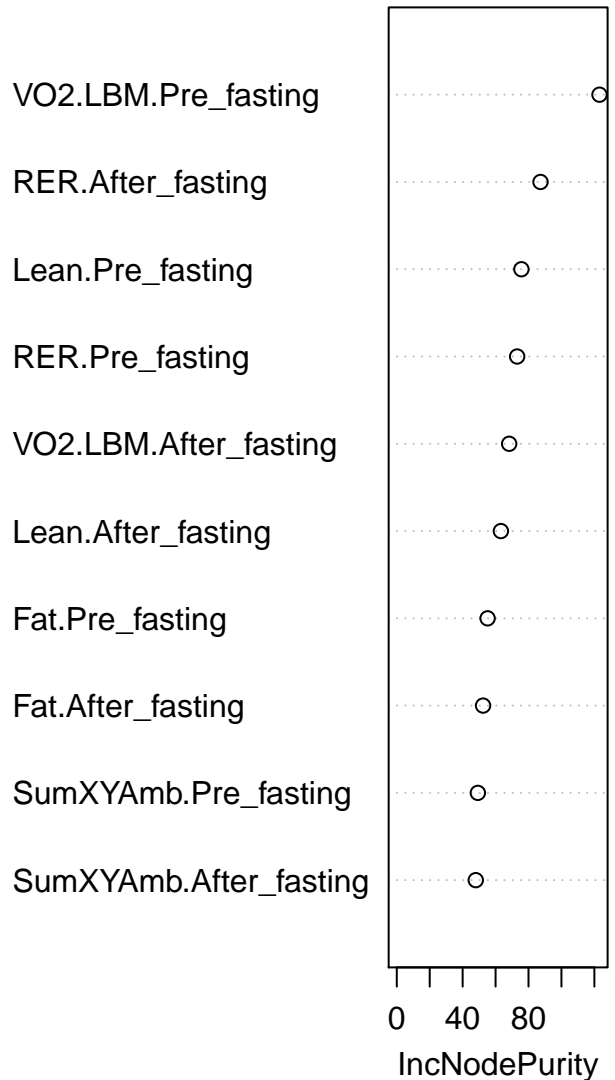 VO2.LBM.Pre_fasting
RER.After_fasting
Lean.Pre_fasting
RER.Pre_fasting
VO2.LBM.After_fasting
Lean.After_fasting
Fat.Pre_fasting
Fat.After_fasting
SumXYAmb.Pre_fasting
SumXYAmb.After_fasting
0 40 80
IncNodePurity